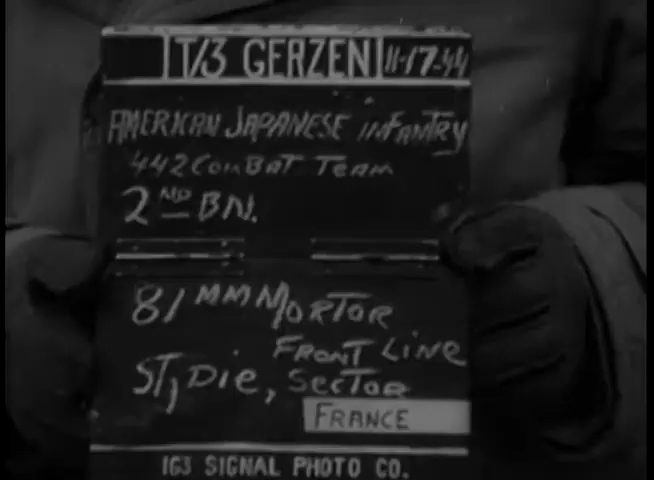 T/3 GERZEN 11-17-44
AMERICAN JAPANESE INFANTRY
442 COMBAT TEAM
2ND BN.
81 MM MORTOR
FRONT LINE
ST, DIE, SECTOR
FRANCE
163 SIGNAL PHOTO CO.